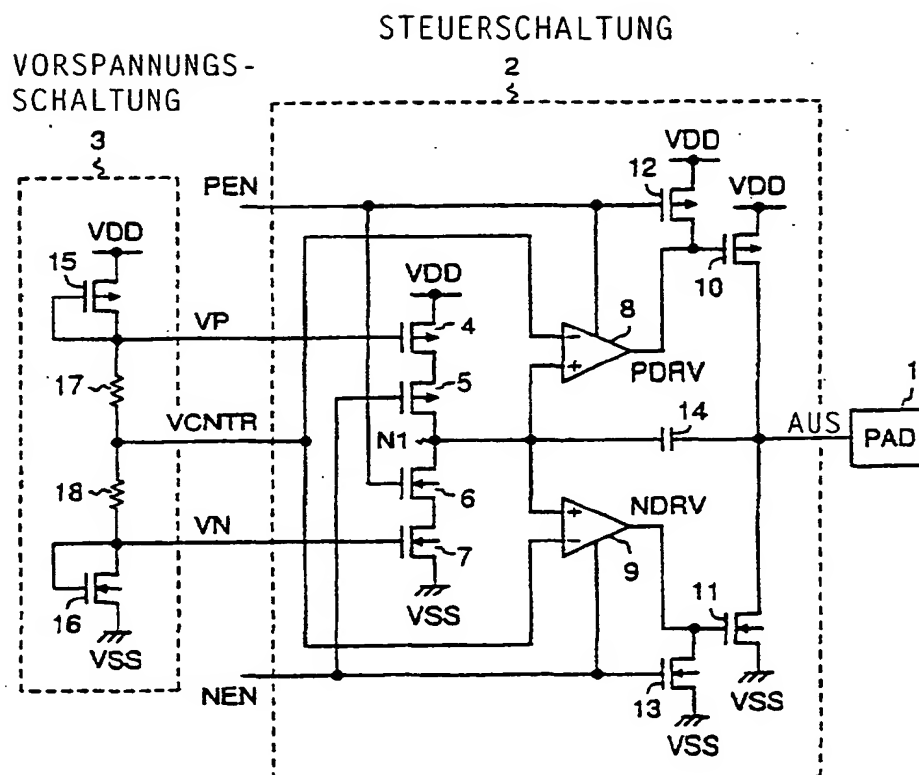 STEUERSCHALTUNG
2
VORSPANNUNGS-
SCHALTUNG
3
PEN
VDD
12
VDD
10
VDD
15
VP
VDD
4
8
PDRV
17
5
VCNTR
N1
14
AUS
1
PAD
18
6
NDRV
VN
7
9
11
16
VSS
VSS
NEN
13
VSS
VSS